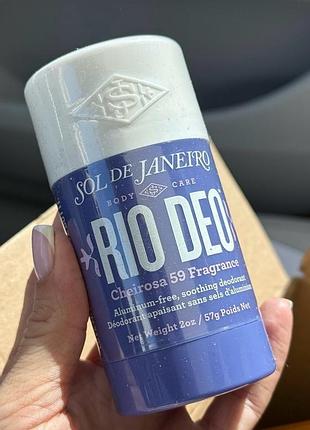 SOL DE JANEIRO
BODY CARE
RIO DEO
Cheirosa 59 Fragrance
Aluminum-free, soothing deodorant
Déodorant apaisant sans sels d'aluminium
Net Weight 2oz / 57g Poids Net